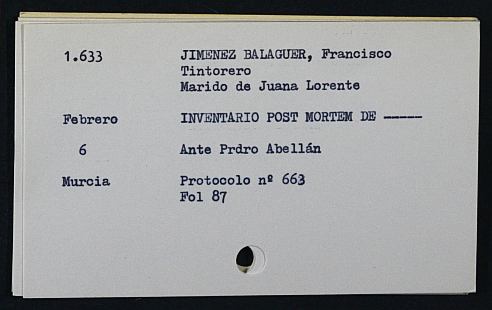 1.633 JIMENEZ BALAGUER, Francisco
Tintorero
Marido de Juana Lorente
Febrero INVENTARIO POST MORTEM DE -----
6 Ante Prdro Abellán
Murcia Protocolo nº 663
Fol 87